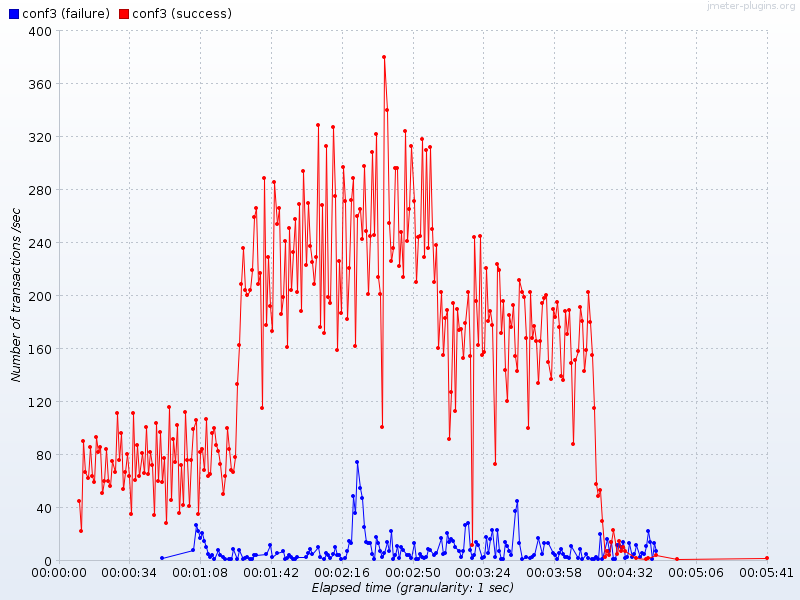 jmeter-plugins.org
conf3 (failure) conf3 (success)
400
360
320
280
240
200
160
120
80
40
0
Number of transactions /sec
00:00:00 00:00:34 00:01:08 00:01:42 00:02:16 00:02:50 00:03:24 00:03:58 00:04:32 00:05:06 00:05:41
Elapsed time (granularity: 1 sec)